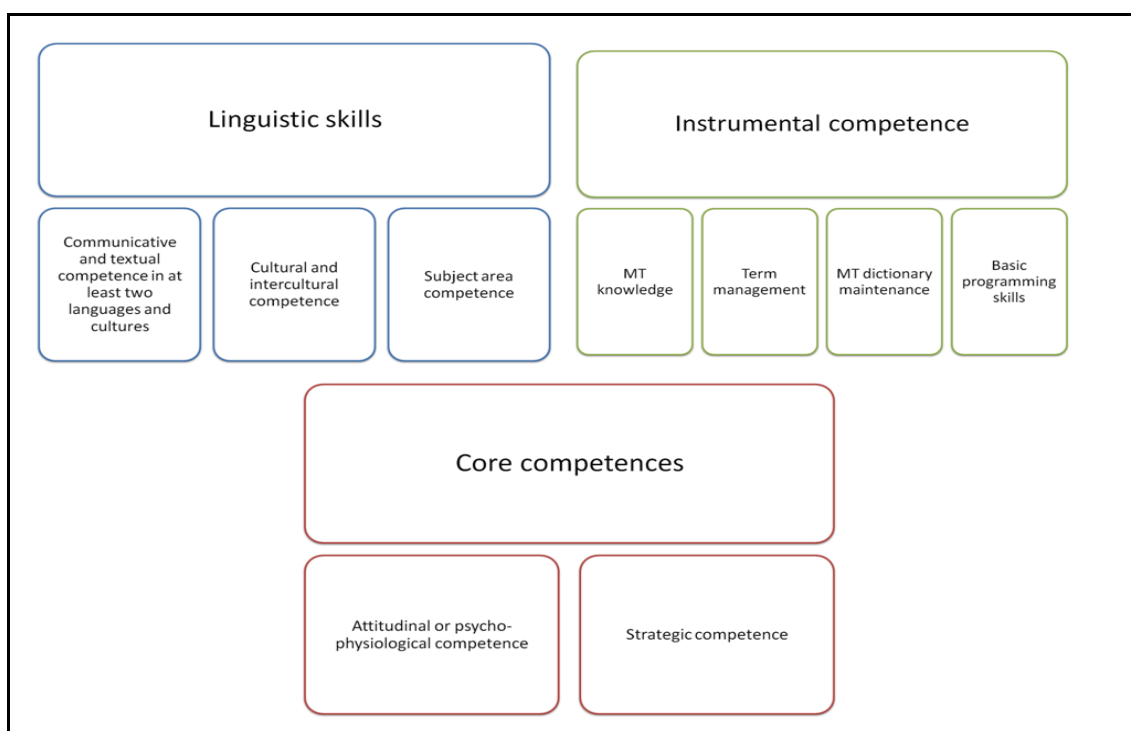 Linguistic skills
Communicative
and textual
competence in at
least two
languages and
cultures
Cultural and
intercultural
competence
Subject area
competence
Instrumental competence
MT
knowledge
Term
management
MT dictionary
maintenance
Basic
programming
skills
Core competences
Attitudinal or psycho-
physiological competence
Strategic competence